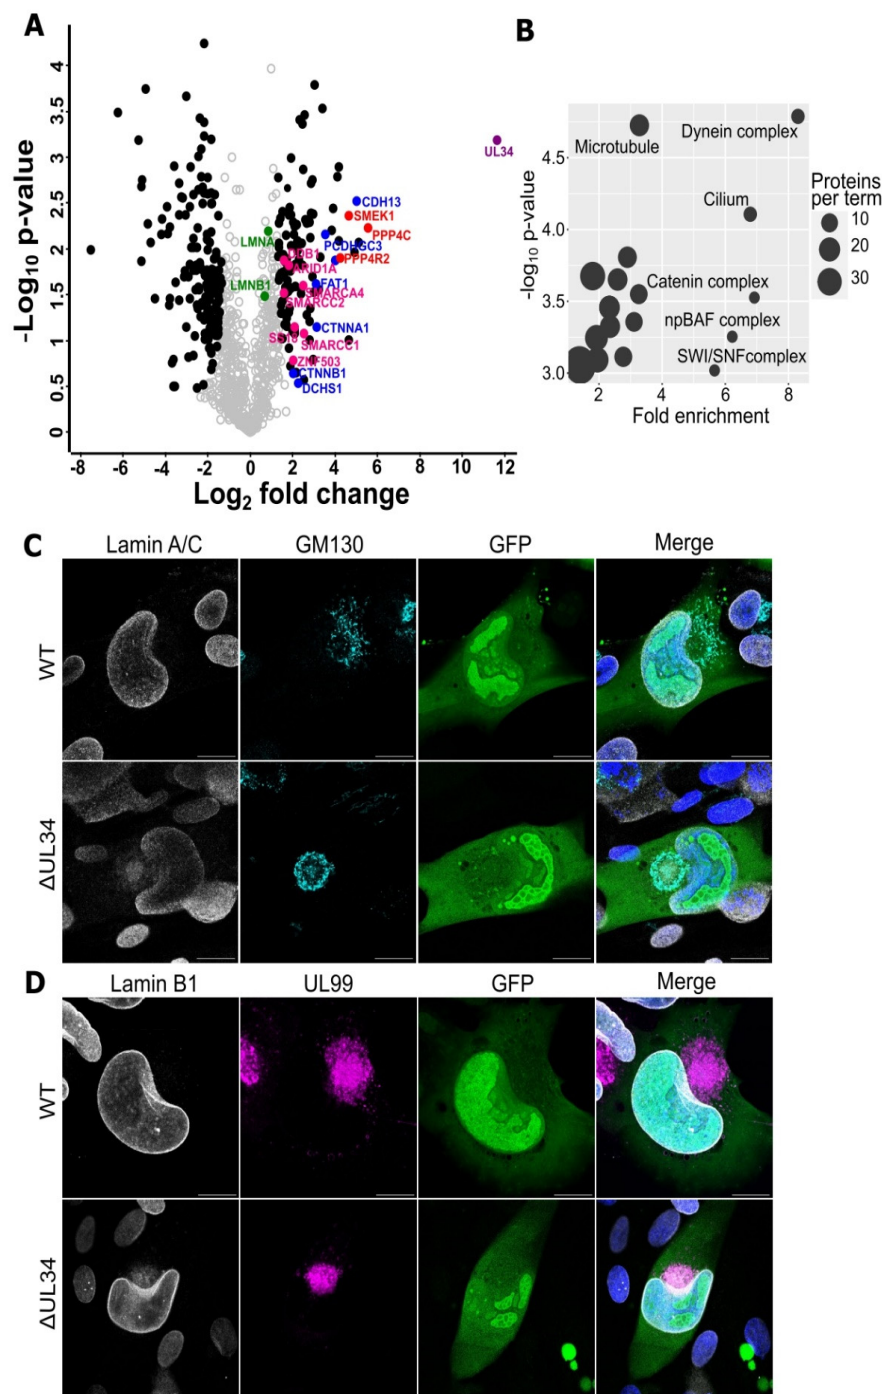 A
-Log10 p-value
4
3.5
3
2.5
2
1.5
1
0.5
0
-8 -6 -4 -2 0 2 4 6 8 10 12
Log2 fold change
UL34
CDH13
SMEK1
PPP4C
LMNA
PCDHGC3
DDB1
PPP4R2
ARID1A
LMNB1
FAT1
SMARCA4
SMARCC2
CTNNA1
SS18
SMARCC1
ZNF503
CTNNB1
DCHS1
B
-log10 p-value
4.5
4.0
3.5
3.0
2 4 6 8
Fold enrichment
Microtubule
Dynein complex
Cilium
Catenin complex
npBAF complex
SWI/SNFcomplex
Proteins
per term
10
20
30
C
Lamin A/C GM130 GFP Merge
WT
ΔUL34
D
Lamin B1 UL99 GFP Merge
WT
ΔUL34